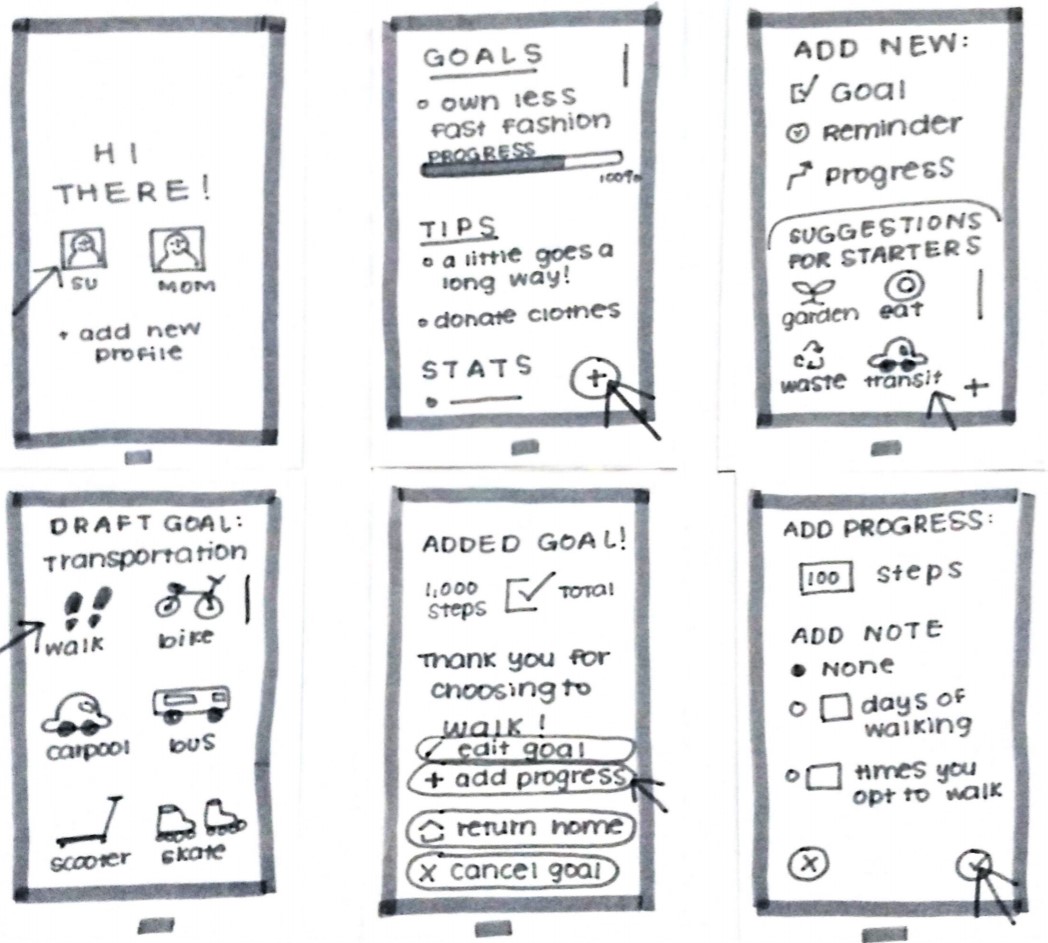 HI
THERE!
SU MOM
+ add new
profile
GOALS
• own less
fast fashion
PROGRESS
100%
TIPS
• a little goes a
long way!
• donate clothes
STATS
+
ADD NEW:
Goal
Reminder
Progress
SUGGESTIONS
FOR STARTERS
garden eat
waste transit
+
DRAFT GOAL:
Transportation
walk bike
carpool bus
scooter skate
ADDED GOAL!
1,000
steps
TOTAL
Thank you for
choosing to
walk!
edit goal
+ add progress
return home
x cancel goal
ADD PROGRESS:
100 steps
ADD NOTE
• None
days of
walking
times you
opt to walk
X